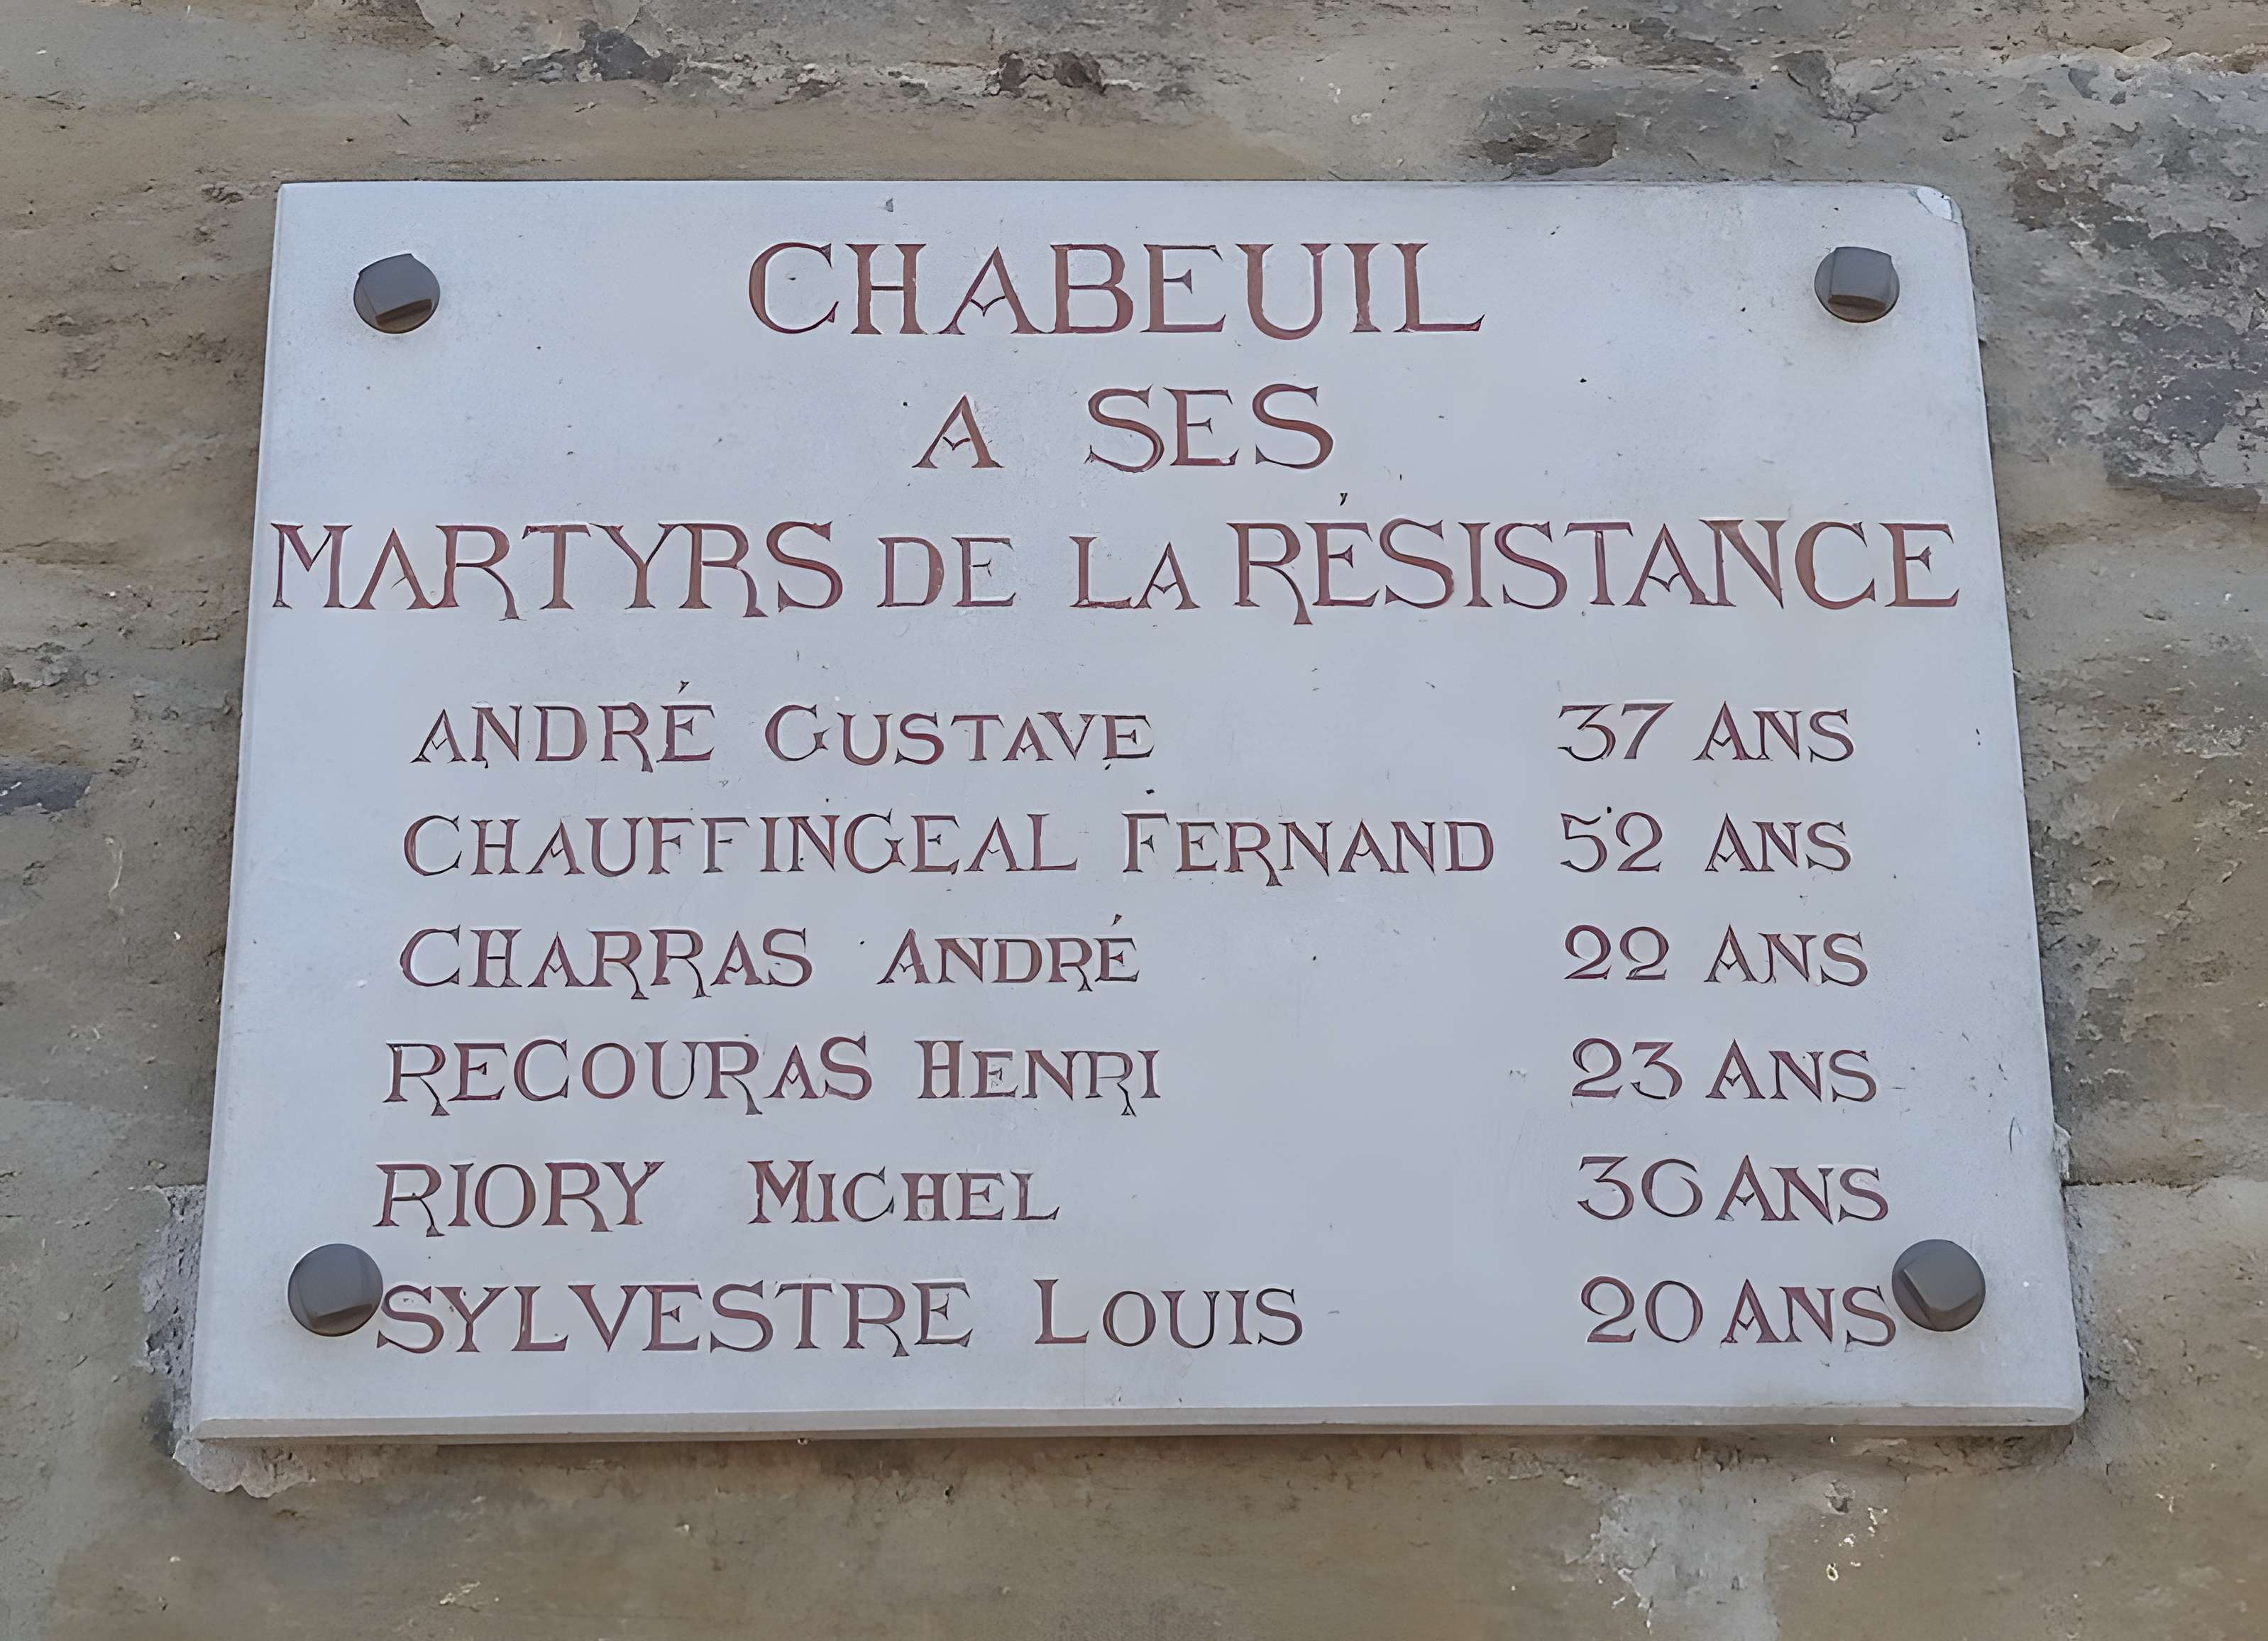 CHABEUIL
A SES
MARTYRS DE LA RÉSISTANCE
ANDRÉ GUSTAVE 37 ANS
CHAUFFINGEAL FERNAND 52 ANS
CHARRAS ANDRÉ 22 ANS
RECOURAS HENRI 23 ANS
RIORY MICHEL 36 ANS
SYLVESTRE LOUIS 20 ANS